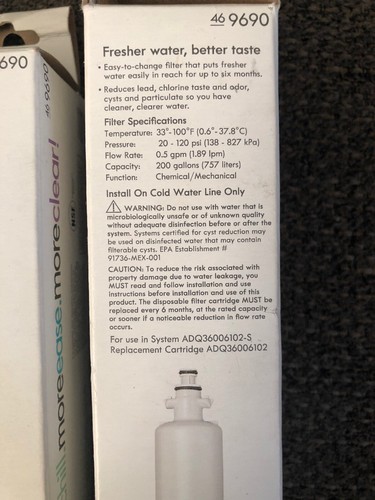 46 9690
Fresher water, better taste
• Easy-to-change filter that puts fresher
water easily in reach for up to six months.
• Reduces lead, chlorine taste and odor,
cysts and particulate so you have
cleaner, clearer water.
Filter Specifications
Temperature: 33°-100°F (0.6°- 37.8°C)
Pressure: 20 - 120 psi (138 - 827 kPa)
Flow Rate: 0.5 gpm (1.89 lpm)
Capacity: 200 gallons (757 liters)
Function: Chemical/Mechanical
Install On Cold Water Line Only
WARNING: Do not use with water that is
microbiologically unsafe or of unknown quality
without adequate disinfection before or after the
system. Systems certified for cyst reduction may
be used on disinfected water that may contain
filterable cysts. EPA Establishment #
91736-MEX-001
CAUTION: To reduce the risk associated with
property damage due to water leakage, you
MUST read and follow installation and use
instructions before installation and use of this
product. The disposable filter cartridge MUST be
replaced every 6 months, at the rated capacity
or sooner if a noticeable reduction in flow rate
occurs.
For use in System ADQ36006102-S
Replacement Cartridge ADQ36006102
690
46 9690
NSF
chill.moreease.moreclear!